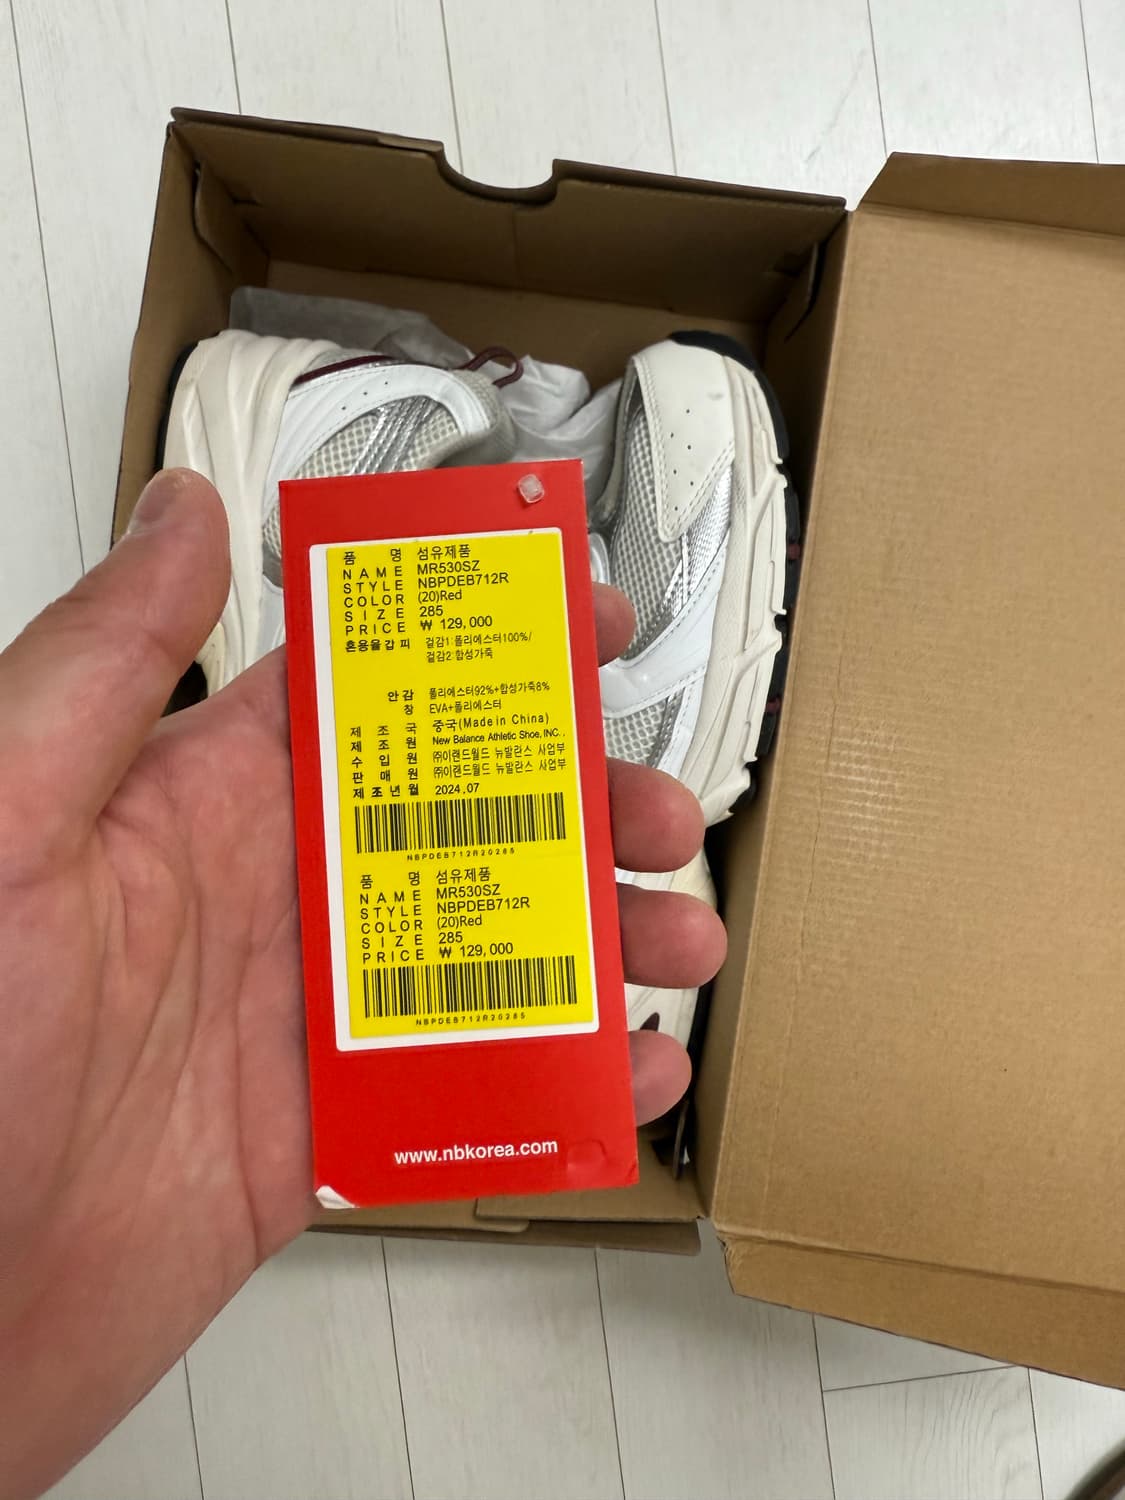 품 명 섬유제품
NAME MR530SZ
STYLE NBPDEB712R
COLOR (20)Red
SIZE 285
PRICE ₩ 129,000
혼용율겉피 겉감1:폴리에스터100%/
겉감2:합성가죽
안감 폴리에스터92%+합성가죽8%
창 EVA+폴리에스터
제 조 국 중국(Made in China)
제 조 원 New Balance Athletic Shoe, INC. .
수 입 원 ㈜이랜드월드 뉴발란스 사업부
판 매 원 ㈜이랜드월드 뉴발란스 사업부
제조년월 2024.07
NBPDEB712R20285
품 명 섬유제품
NAME MR530SZ
STYLE NBPDEB712R
COLOR (20)Red
SIZE 285
PRICE ₩ 129,000
NBPDEB712R20285
www.nbkorea.com